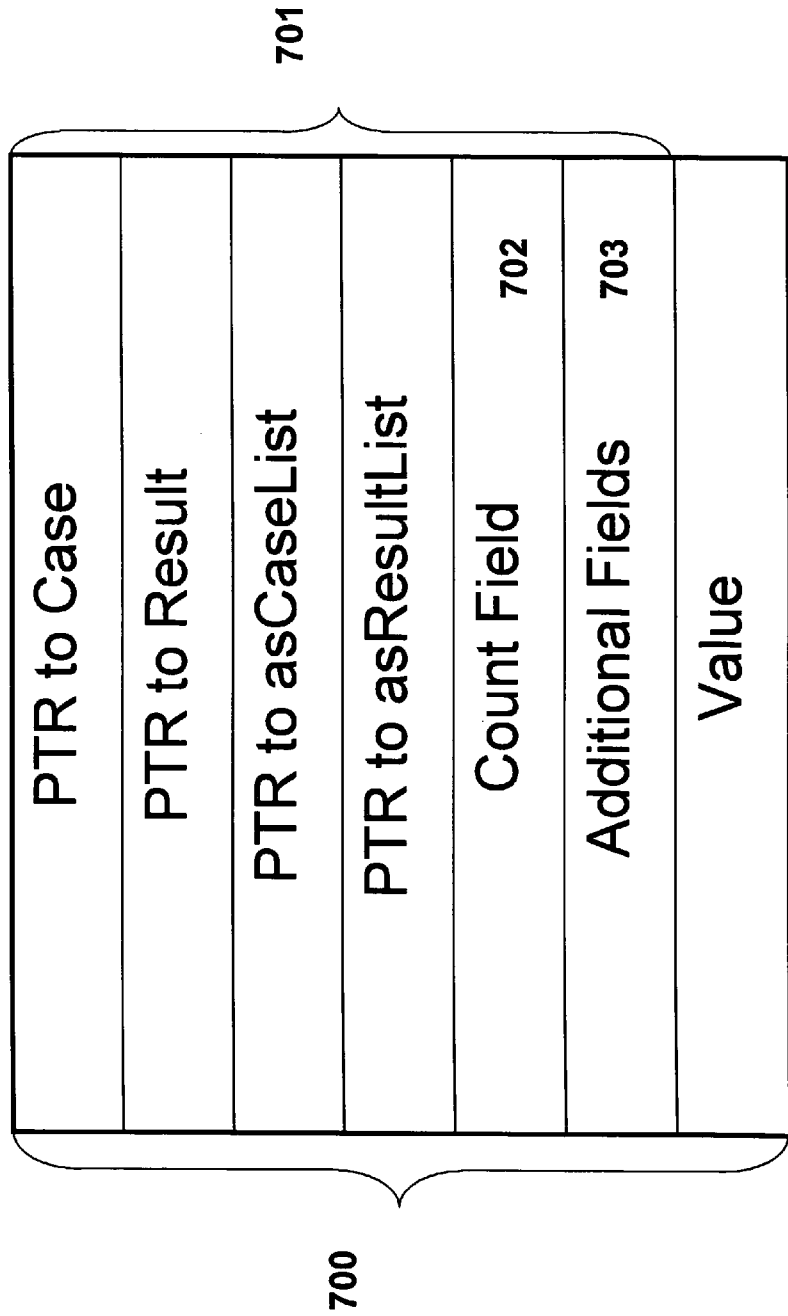 701
PTR to Case
PTR to Result
PTR to asCaseList
PTR to asResultList
Count Field 702
Additional Fields 703
Value
700